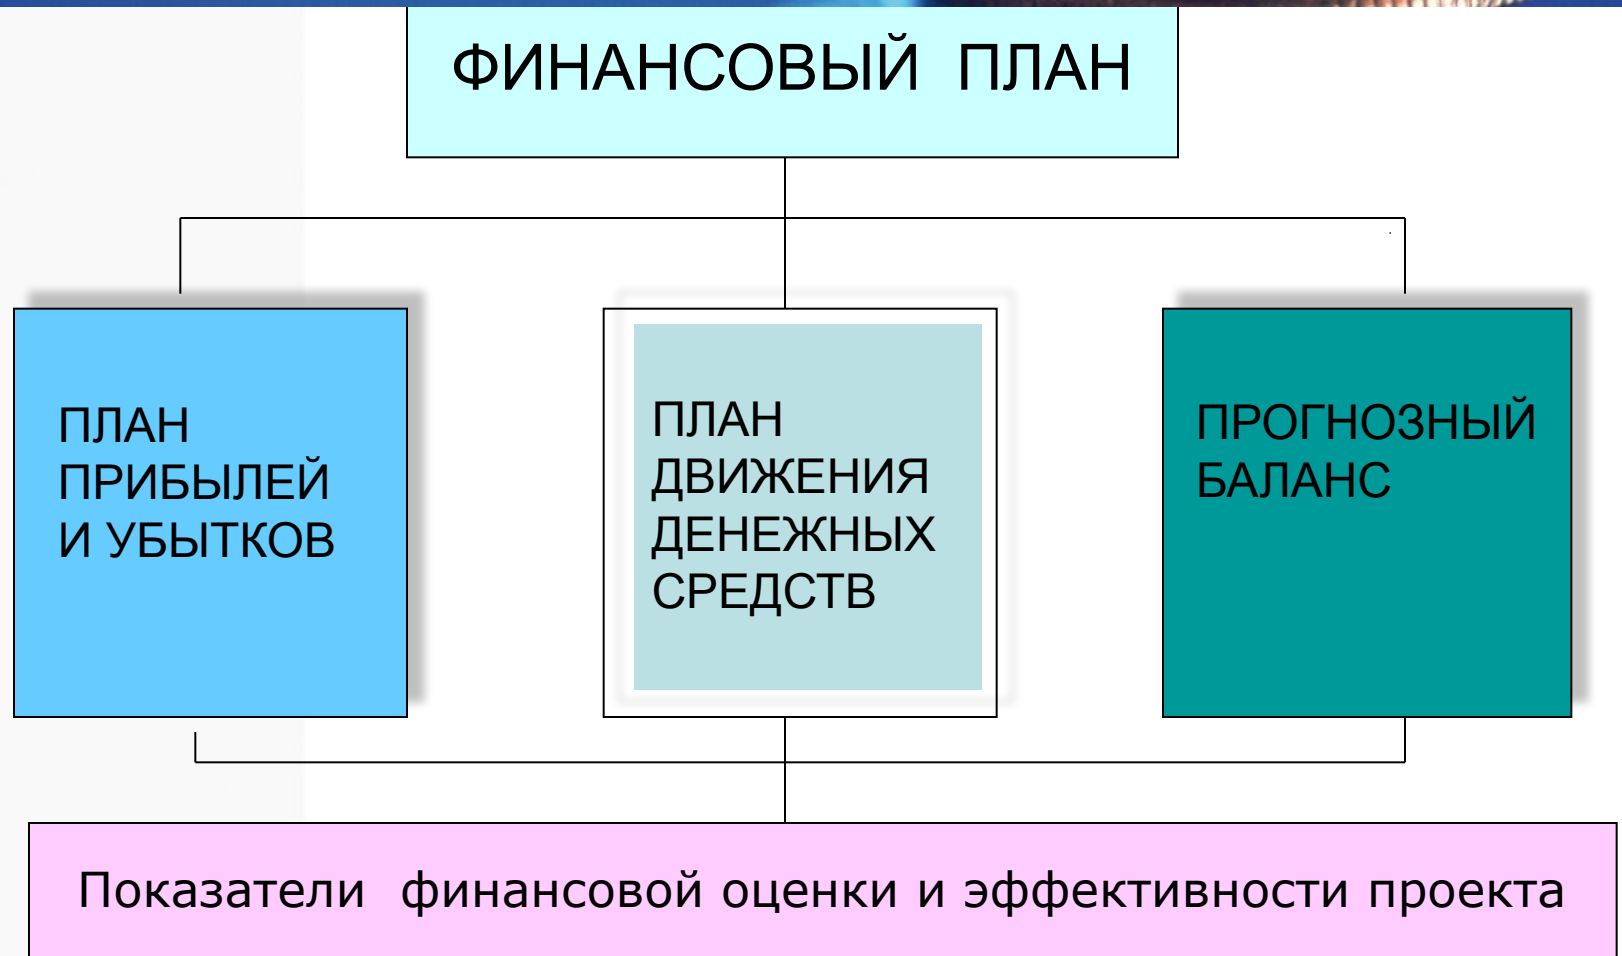 ФИНАНСОВЫЙ ПЛАН
ПЛАН
ПРИБЫЛЕЙ
И УБЫТКОВ
ПЛАН
ДВИЖЕНИЯ
ДЕНЕЖНЫХ
СРЕДСТВ
ПРОГНОЗНЫЙ
БАЛАНС
Показатели финансовой оценки и эффективности проекта